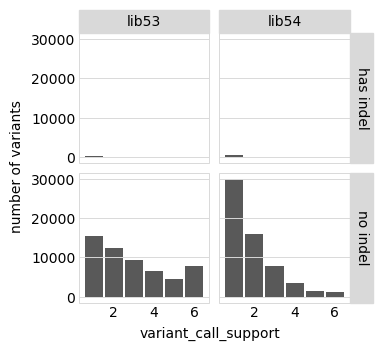 lib53 lib54
30000
20000
10000
0
has indel
number of variants
30000
20000
10000
0
no indel
2 4 6 2 4 6
variant_call_support